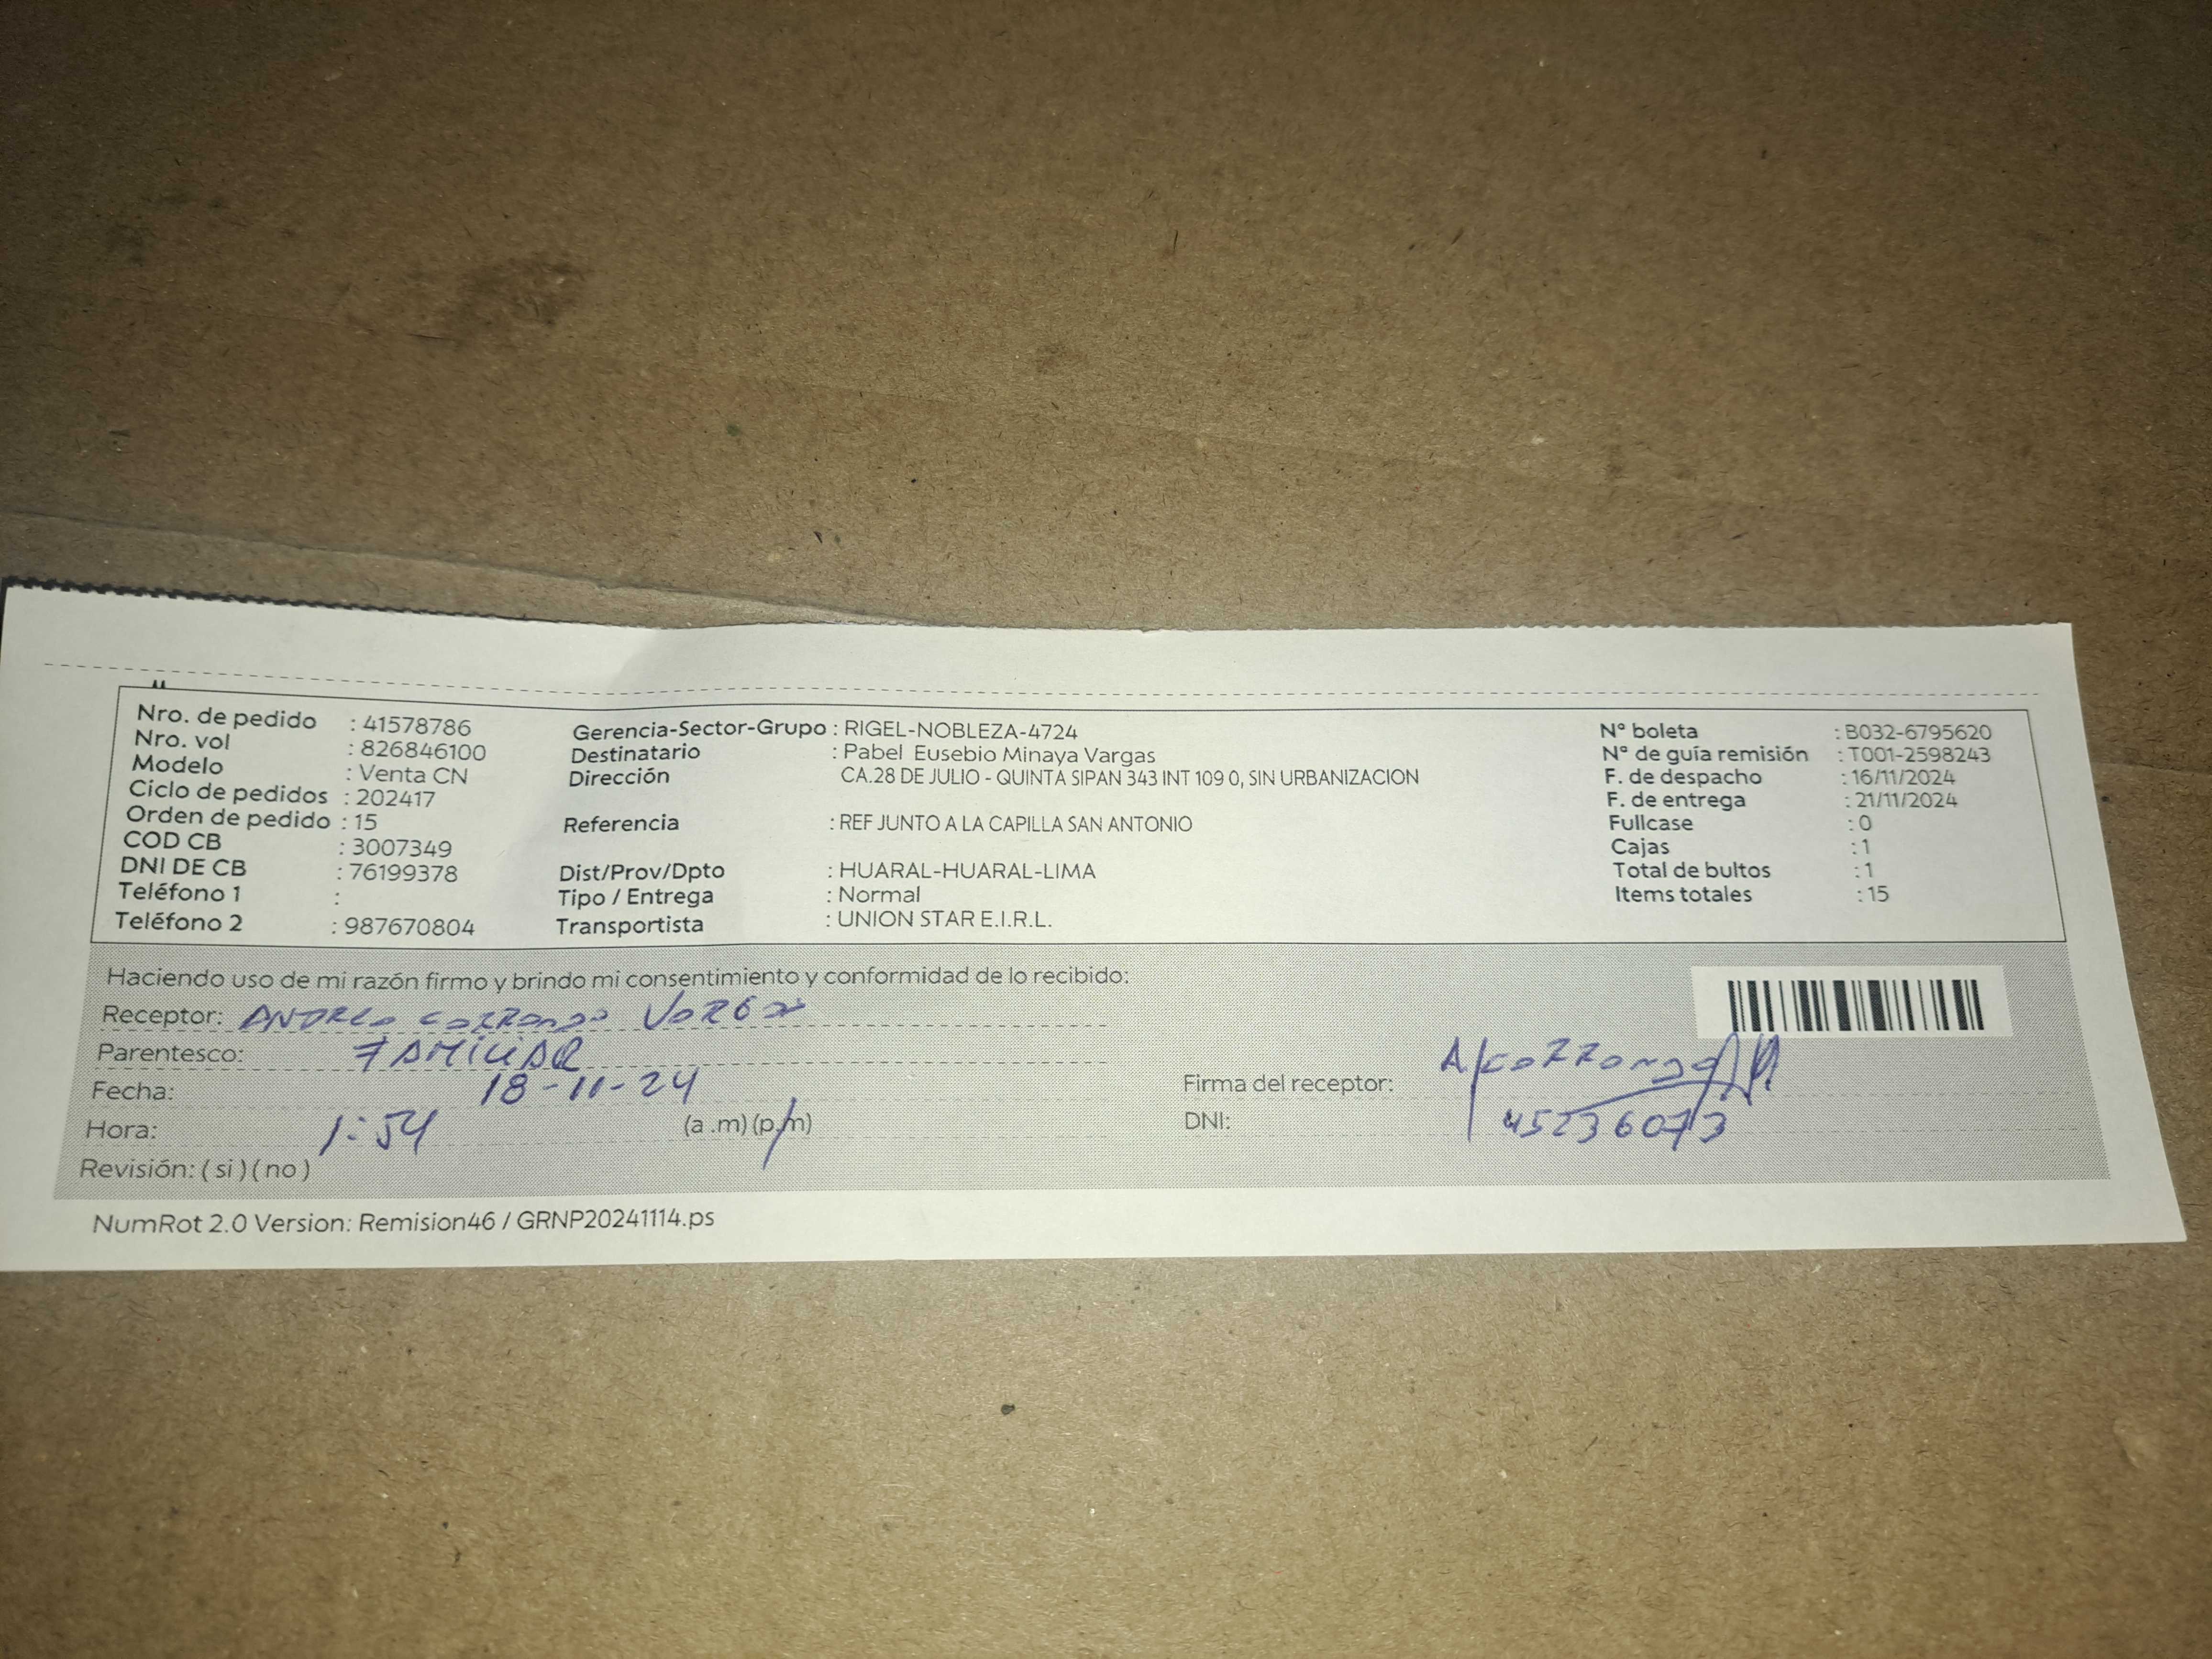 Nro. de pedido : 41578786
Nro. vol : 826846100
Modelo : Venta CN
Ciclo de pedidos : 202417
Orden de pedido : 15
COD CB : 3007349
DNI DE CB : 76199378
Teléfono 1 :
Teléfono 2 : 987670804
Gerencia-Sector-Grupo : RIGEL-NOBLEZA-4724
Destinatario : Pabel Eusebio Minaya Vargas
Dirección CA.28 DE JULIO - QUINTA SIPAN 343 INT 109 0, SIN URBANIZACION
Referencia : REF JUNTO A LA CAPILLA SAN ANTONIO
Dist/Prov/Dpto : HUARAL-HUARAL-LIMA
Tipo / Entrega : Normal
Transportista : UNION STAR E.I.R.L.
N° boleta : B032-6795620
N° de guía remisión : T001-2598243
F. de despacho : 16/11/2024
F. de entrega : 21/11/2024
Fullcase : 0
Cajas : 1
Total de bultos : 1
Items totales : 15
Haciendo uso de mi razón firmo y brindo mi consentimiento y conformidad de lo recibido:
Receptor:
Parentesco: FAMILIAR
Fecha: 18-11-24
Hora: 1:54 (a .m) (p.m)
Revisión: ( si ) ( no )
Firma del receptor:
DNI: 45236073
NumRot 2.0 Version: Remision46 / GRNP20241114.ps